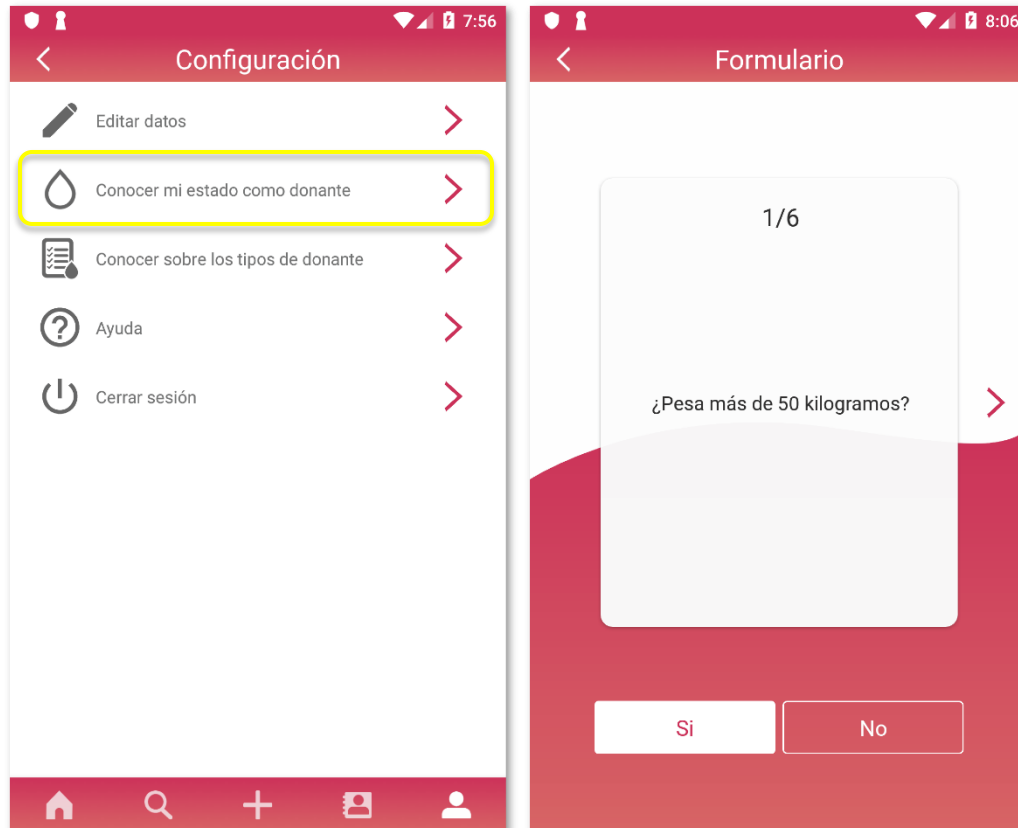 7:56
Configuración
Editar datos
Conocer mi estado como donante
Conocer sobre los tipos de donante
Ayuda
Cerrar sesión
8:06
Formulario
1/6
¿Pesa más de 50 kilogramos?
Si
No